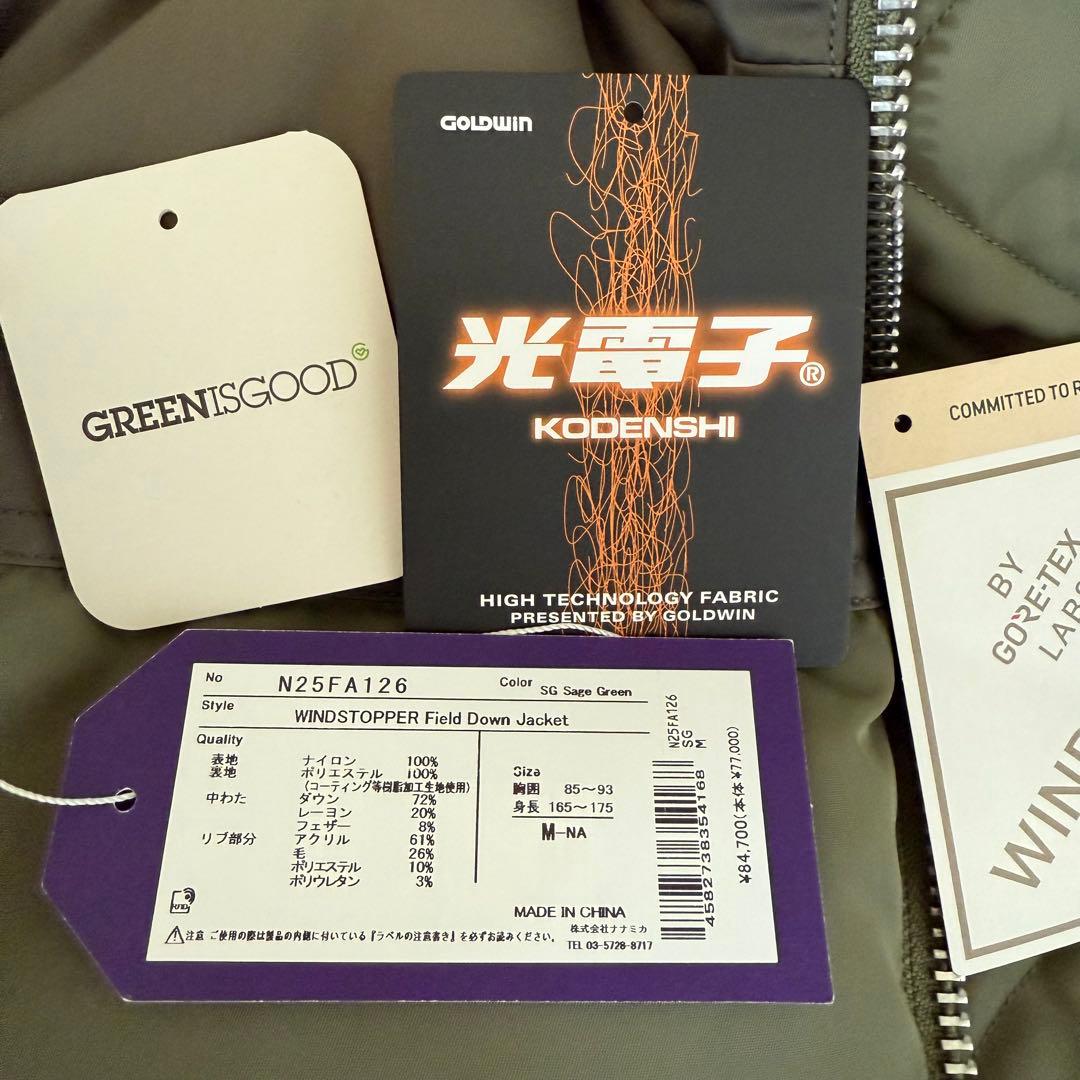 GREENISGOOD
GOLDWIN
光電子®
KODENSHI
HIGH TECHNOLOGY FABRIC
PRESENTED BY GOLDWIN
COMMITTED TO
BY
GORE-TEX
No N25FA126 Color SG Sage Green
Style WINDSTOPPER Field Down Jacket
Quality
表地 ナイロン 100%
裏地 ポリエステル 100%
(コーティング等樹脂加工生地使用)
中わた ダウン 72%
レーヨン 20%
フェザー 8%
リブ部分 アクリル 61%
毛 26%
ポリエステル 10%
ポリウレタン 3%
Size
胸囲 85～93
身長 165～175
M-NA
MADE IN CHINA
株式会社ナナミカ
TEL 03-5728-8717
注意 ご使用の際は製品の内側に付いている『ラベルの注意書き』を必ずお読みください。
N25FA126
SG
M
4582738354168
¥84,700(本体 ¥77,000)